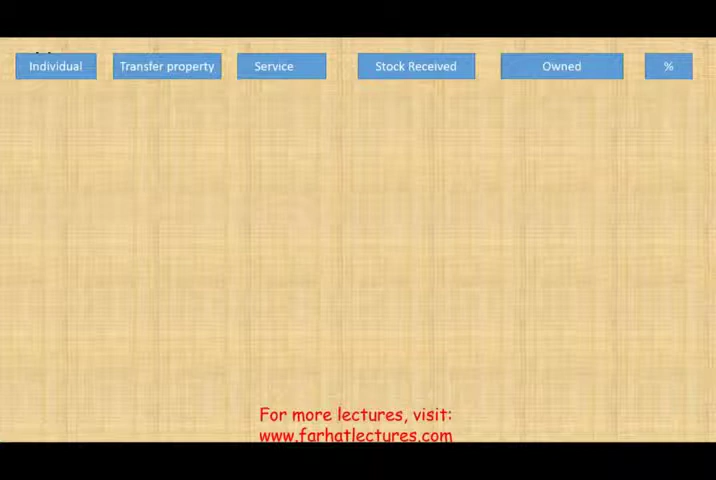 Individual Transfer property Service Stock Received Owned %
For more lectures, visit:
www.farhatlectures.com